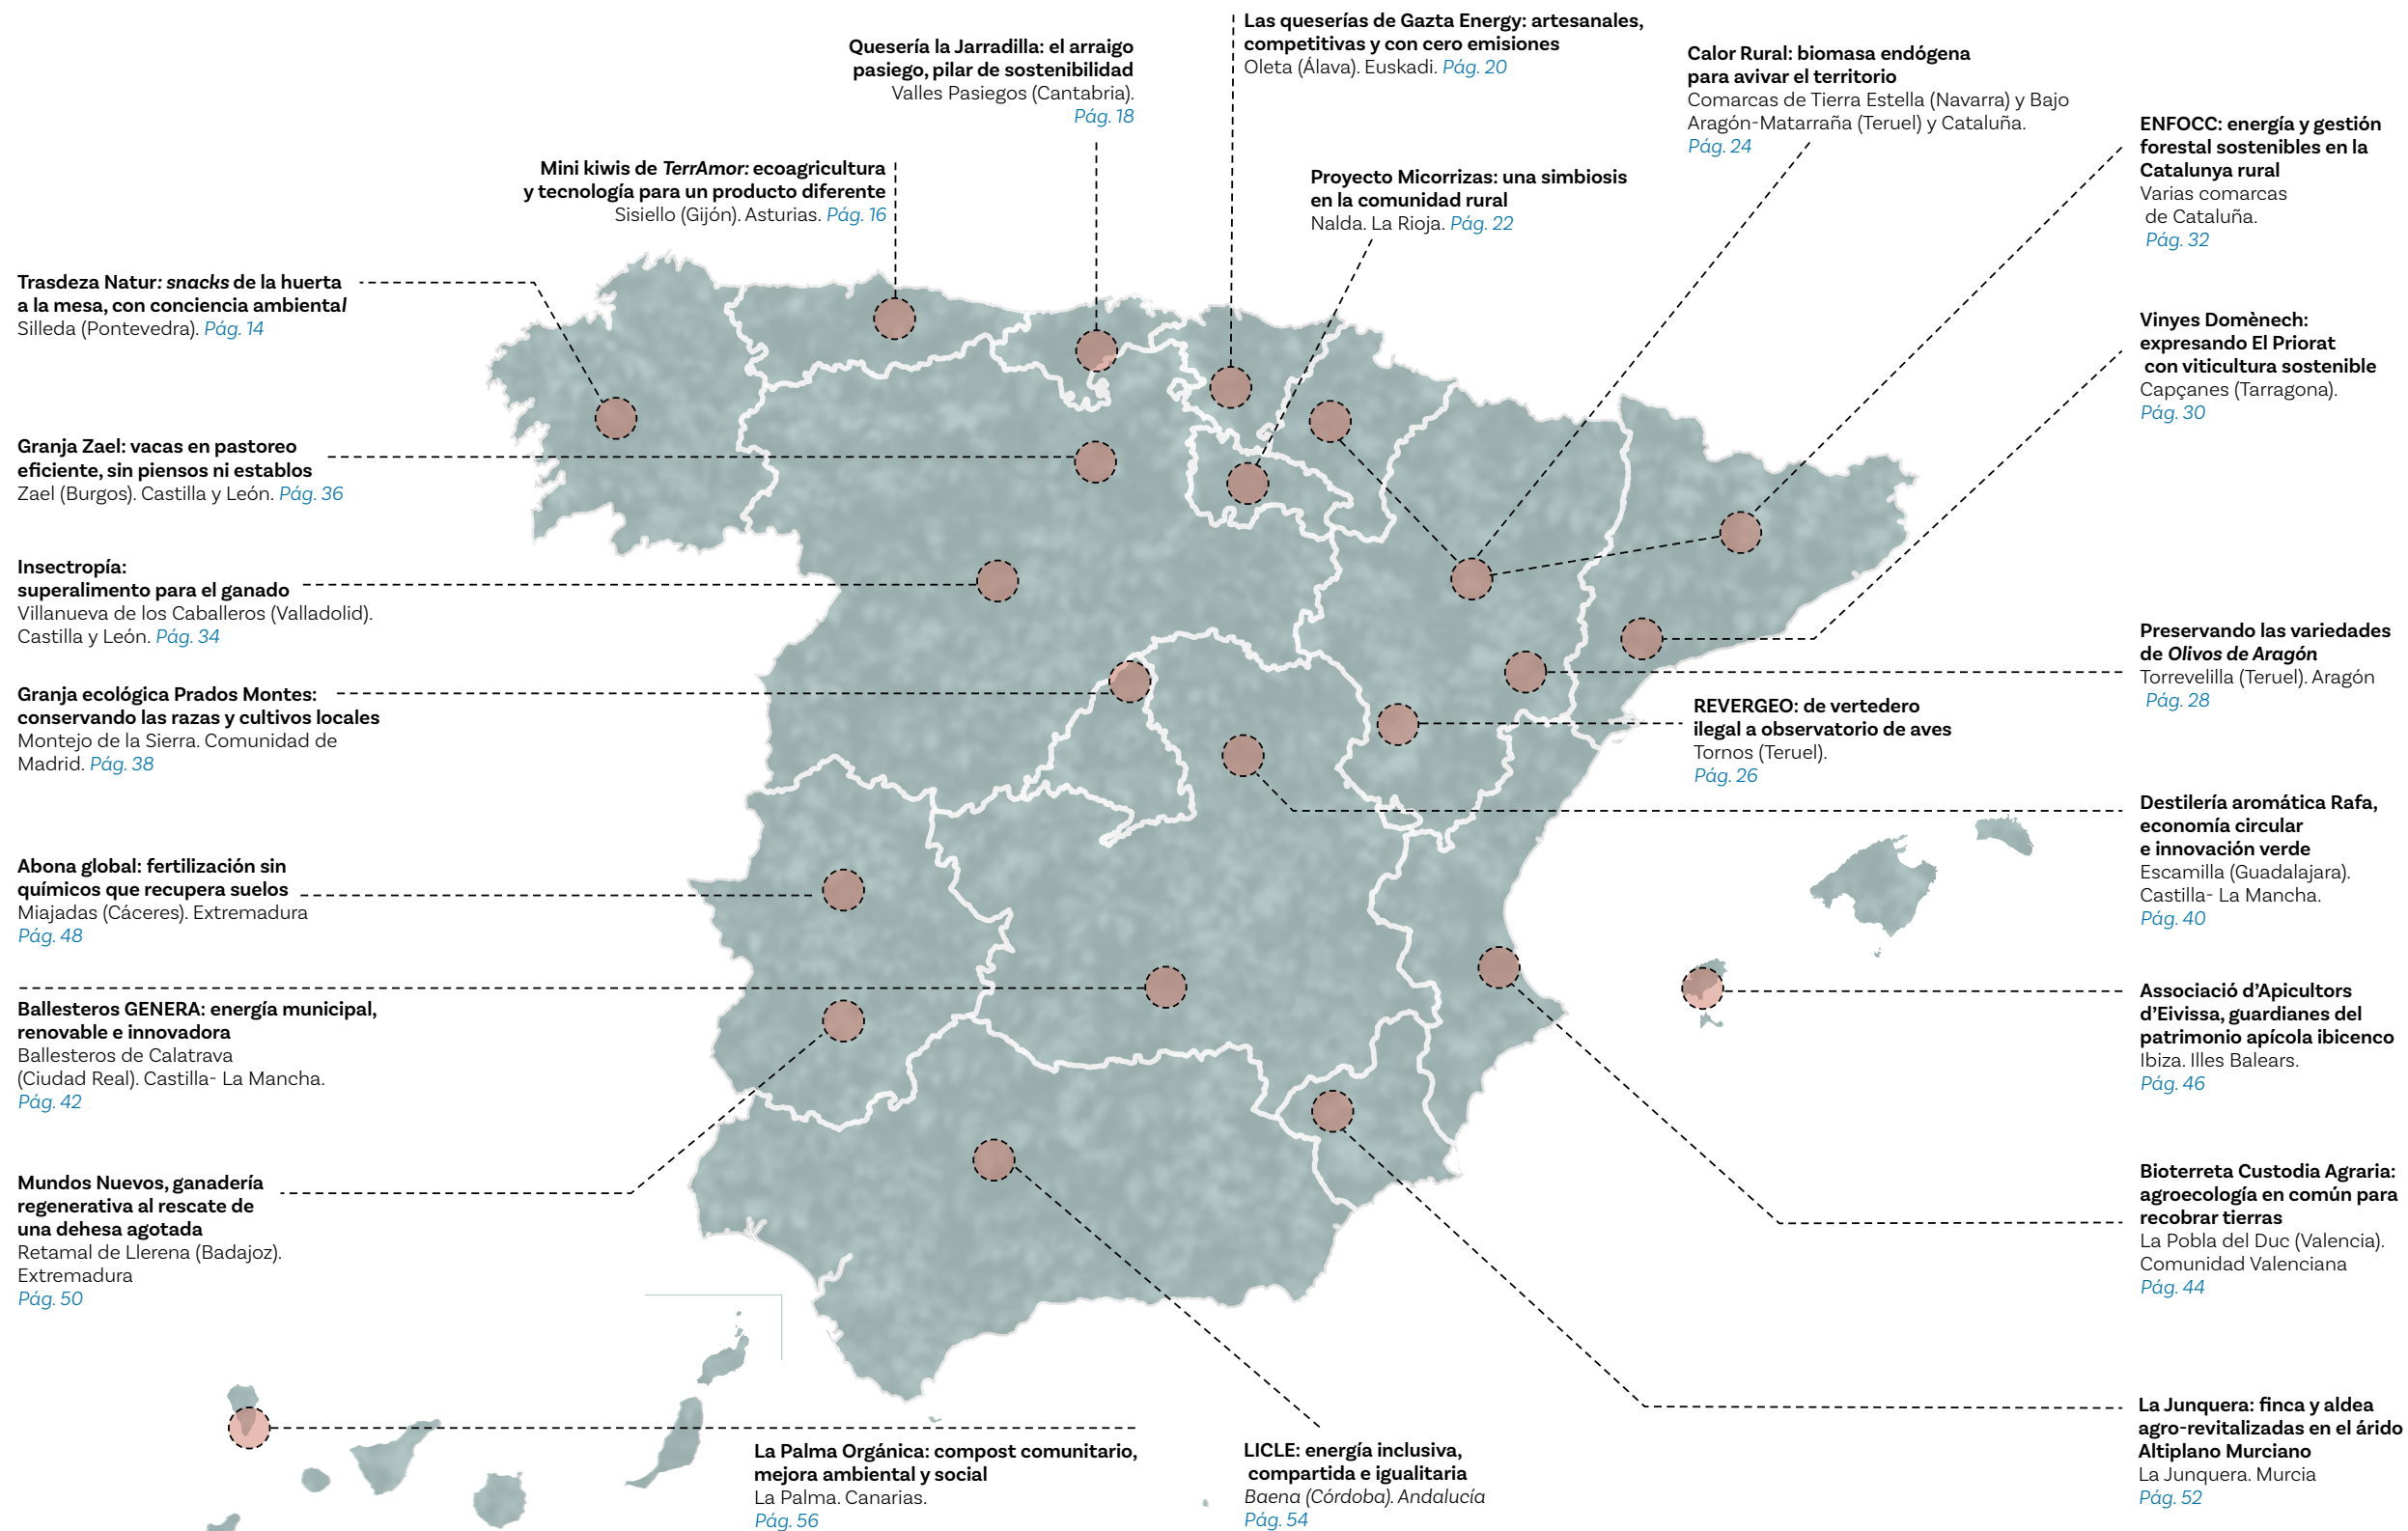 Las queserías de Gazta Energy: artesanales,
competitivas y con cero emisiones
Oleta (Álava). Euskadi. Pág. 20
Quesería la Jarradilla: el arraigo
pasiego, pilar de sostenibilidad
Valles Pasiegos (Cantabria).
Pág. 18
Calor Rural: biomasa endógena
para avivar el territorio
Comarcas de Tierra Estella (Navarra) y Bajo
Aragón-Matarraña (Teruel) y Cataluña.
Pág. 24
ENFOCC: energía y gestión
forestal sostenibles en la
Catalunya rural
Varias comarcas
de Cataluña.
Pág. 32
Mini kiwis de TerrAmor: ecoagricultura
y tecnología para un producto diferente
Sisiello (Gijón). Asturias. Pág. 16
Proyecto Micorrizas: una simbiosis
en la comunidad rural
Nalda. La Rioja. Pág. 22
Trasdeza Natur: snacks de la huerta
a la mesa, con conciencia ambiental
Silleda (Pontevedra). Pág. 14
Vinyes Domènech:
expresando El Priorat
con viticultura sostenible
Capçanes (Tarragona).
Pág. 30
Granja Zael: vacas en pastoreo
eficiente, sin piensos ni establos
Zael (Burgos). Castilla y León. Pág. 36
Insectropía:
superalimento para el ganado
Villanueva de los Caballeros (Valladolid).
Castilla y León. Pág. 34
Preservando las variedades
de Olivos de Aragón
Torrevelilla (Teruel). Aragón
Pág. 28
Granja ecológica Prados Montes:
conservando las razas y cultivos locales
Montejo de la Sierra. Comunidad de
Madrid. Pág. 38
REVERGEO: de vertedero
ilegal a observatorio de aves
Tornos (Teruel).
Pág. 26
Destilería aromática Rafa,
economía circular
e innovación verde
Escamilla (Guadalajara).
Castilla- La Mancha.
Pág. 40
Abona global: fertilización sin
químicos que recupera suelos
Miajadas (Cáceres). Extremadura
Pág. 48
Associació d'Apicultors
d'Eivissa, guardianes del
patrimonio apícola ibicenco
Ibiza. Illes Balears.
Pág. 46
Ballesteros GENERA: energía municipal,
renovable e innovadora
Ballesteros de Calatrava
(Ciudad Real). Castilla- La Mancha.
Pág. 42
Bioterreta Custodia Agraria:
agroecología en común para
recobrar tierras
La Pobla del Duc (Valencia).
Comunidad Valenciana
Pág. 44
Mundos Nuevos, ganadería
regenerativa al rescate de
una dehesa agotada
Retamal de Llerena (Badajoz).
Extremadura
Pág. 50
La Junquera: finca y aldea
agro-revitalizadas en el árido
Altiplano Murciano
La Junquera. Murcia
Pág. 52
La Palma Orgánica: compost comunitario,
mejora ambiental y social
La Palma. Canarias.
Pág. 56
LICLE: energía inclusiva,
compartida e igualitaria
Baena (Córdoba). Andalucía
Pág. 54